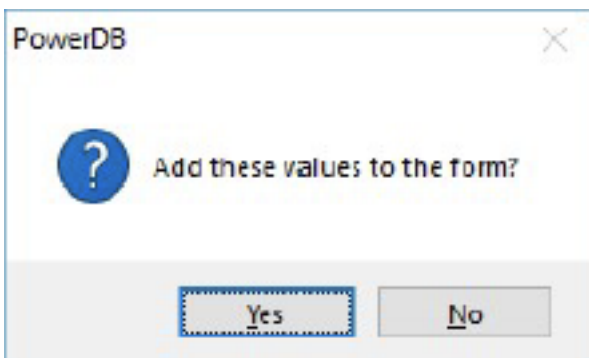 PowerDB
Add these values to the form?
Yes
No